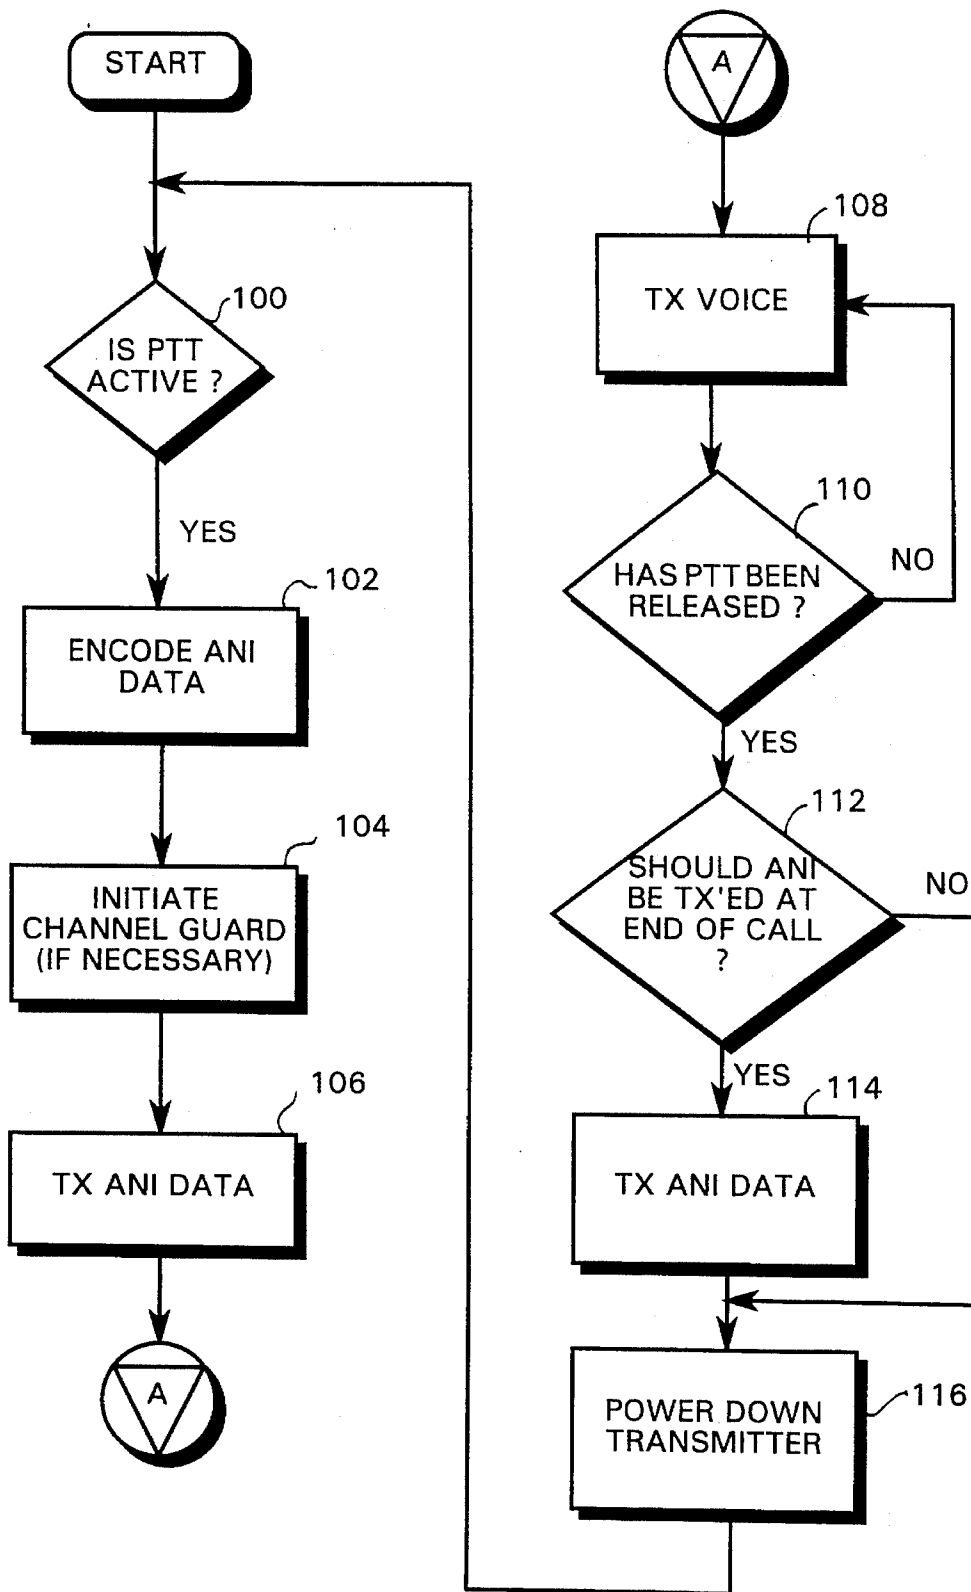 START
100
IS PTT
ACTIVE ?
YES
102
ENCODE ANI
DATA
104
INITIATE
CHANNEL GUARD
(IF NECESSARY)
106
TX ANI DATA
A
A
108
TX VOICE
110
HAS PTT BEEN
RELEASED ?
NO
YES
112
SHOULD ANI
BE TX'ED AT
END OF CALL
?
NO
YES
114
TX ANI DATA
116
POWER DOWN
TRANSMITTER